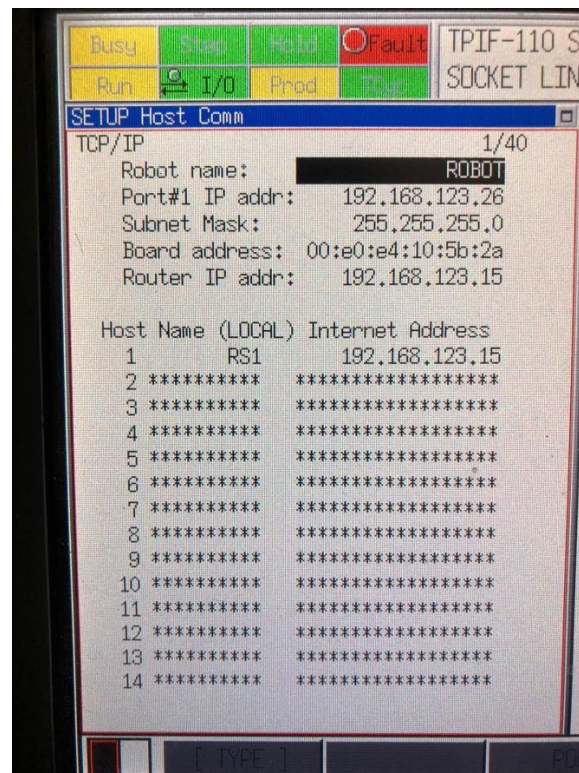 Busy Step Hold Fault TPIF-110 S
Run I/O Prod SOCKET LIN
SETUP Host Comm
TCP/IP 1/40
Robot name: ROBOT
Port#1 IP addr: 192.168.123.26
Subnet Mask: 255.255.255.0
Board address: 00:e0:e4:10:5b:2a
Router IP addr: 192.168.123.15
Host Name (LOCAL) Internet Address
1 RS1 192.168.123.15
2 ********** ******************
3 ********** ******************
4 ********** ******************
5 ********** ******************
6 ********** ******************
7 ********** ******************
8 ********** ******************
9 ********** ******************
10 ********** ******************
11 ********** ******************
12 ********** ******************
13 ********** ******************
14 ********** ******************
[ TYPE ]